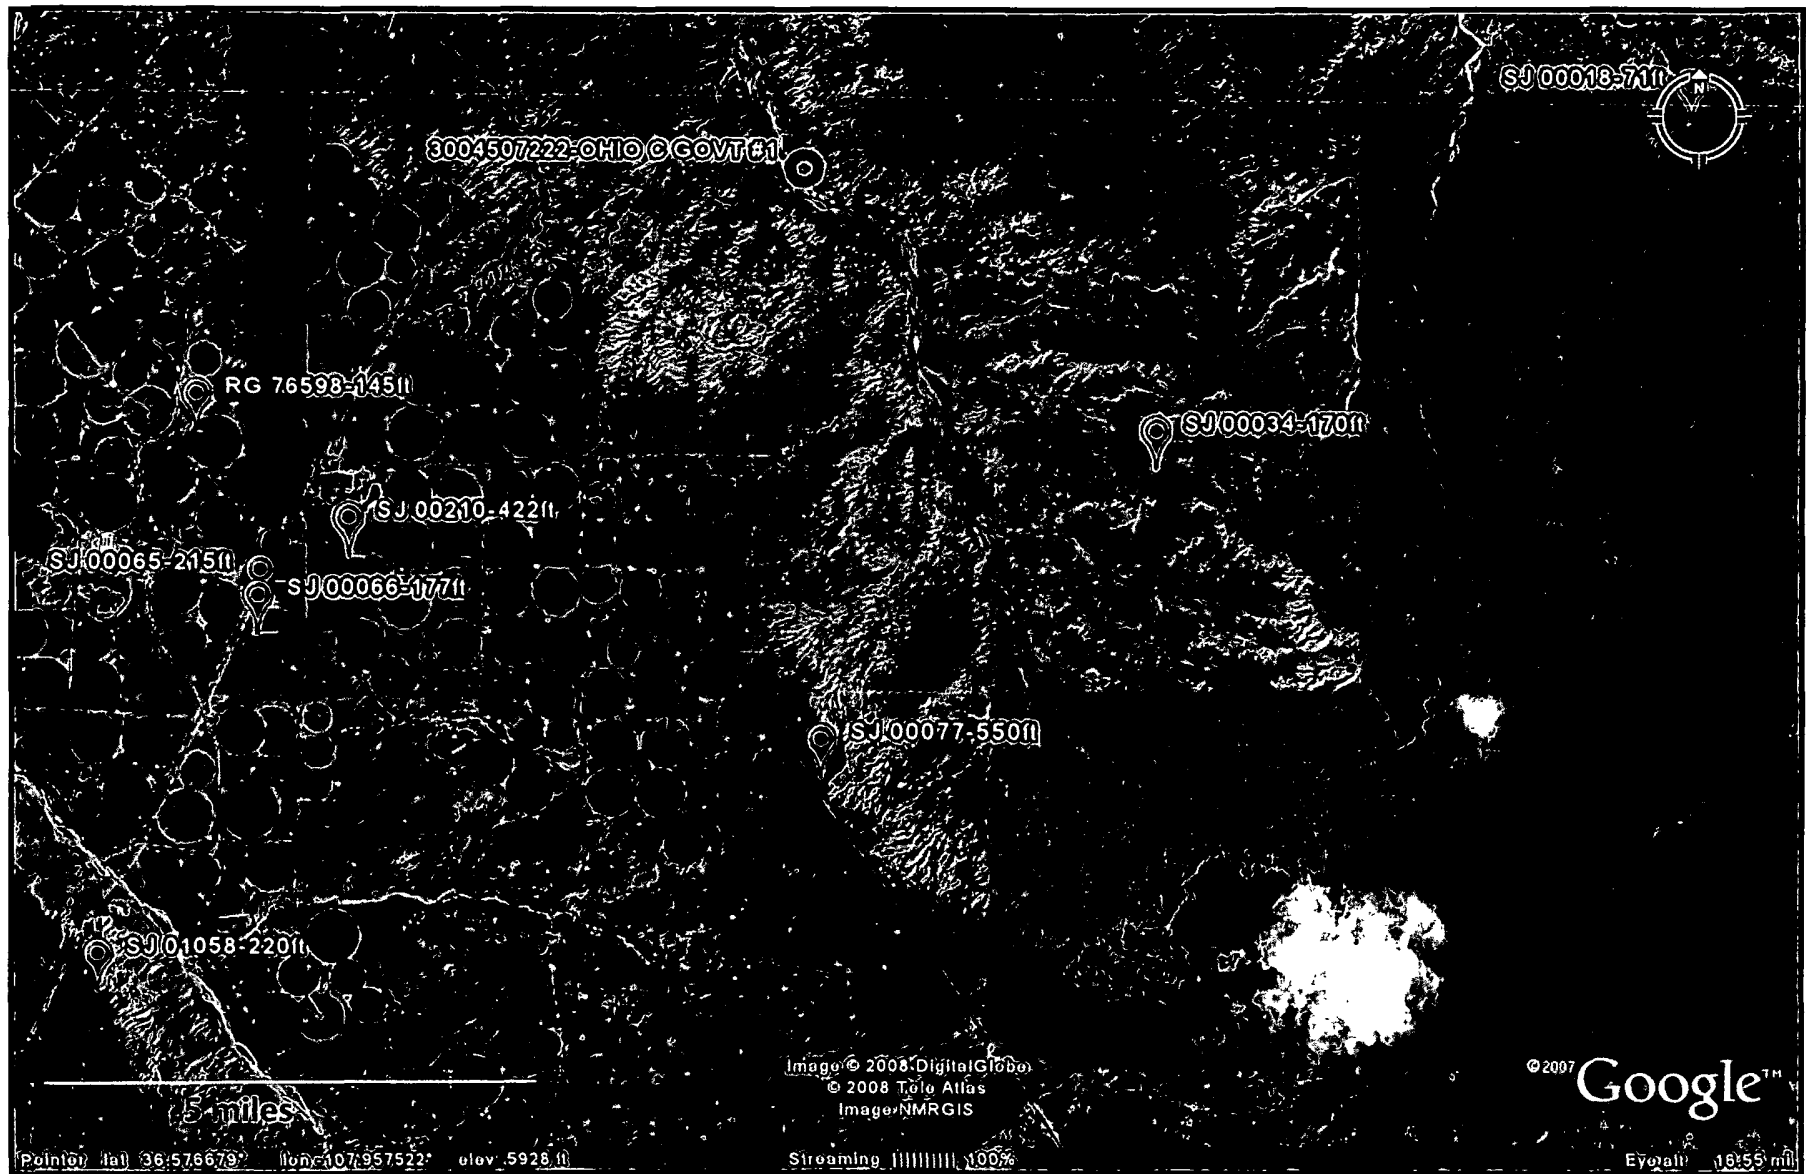 SJ 00018-71ft
N
3004507222-OHIO C GOVT #1
RG 76598-145ft
SJ 00034-170ft
SJ 00210-422ft
SJ 00065-215ft
SJ 00066-177ft
SJ 00077-550ft
SJ 01058-220ft
5 miles
Image © 2008 DigitalGlobe
© 2008 Tele Atlas
Image NMRGIS
©2007 Google™
Pointer lat 36.576679° lon -107.957522° elev 5928 ft Streaming |||||||||| 100% Eye alt 16.55 mi